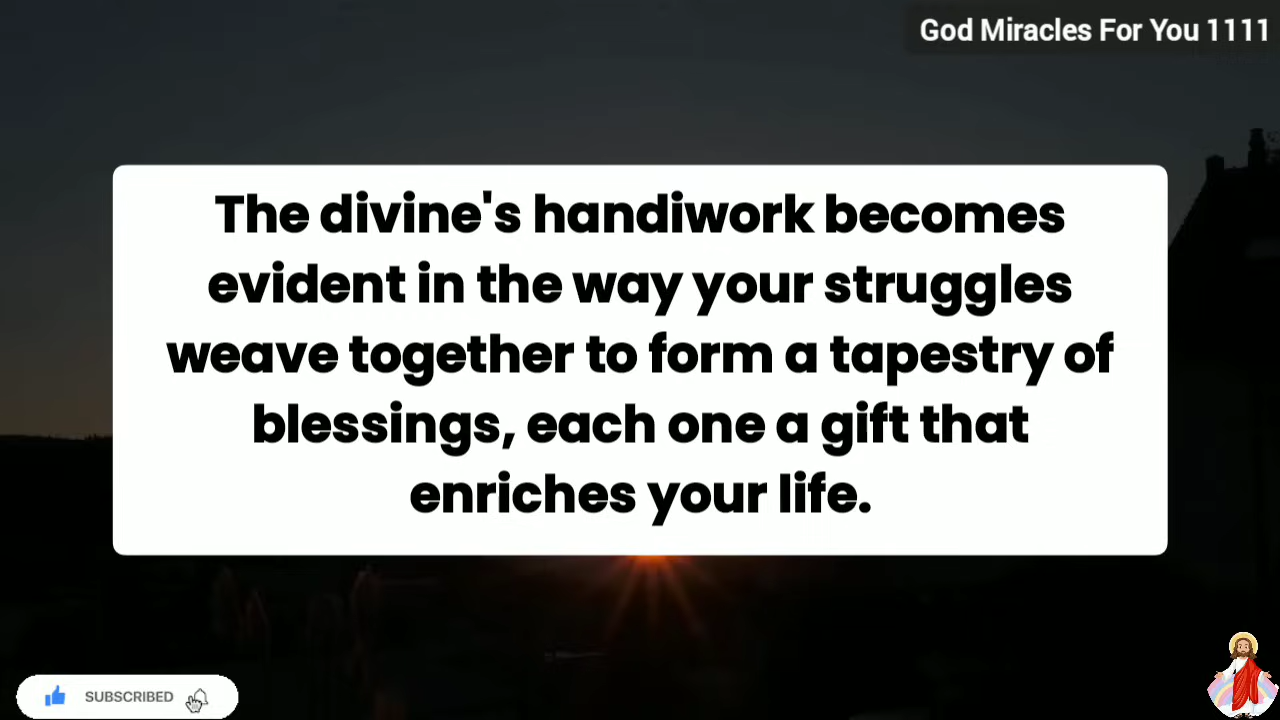 God Miracles For You 1111
The divine's handiwork becomes
evident in the way your struggles
weave together to form a tapestry of
blessings, each one a gift that
enriches your life.
SUBSCRIBED